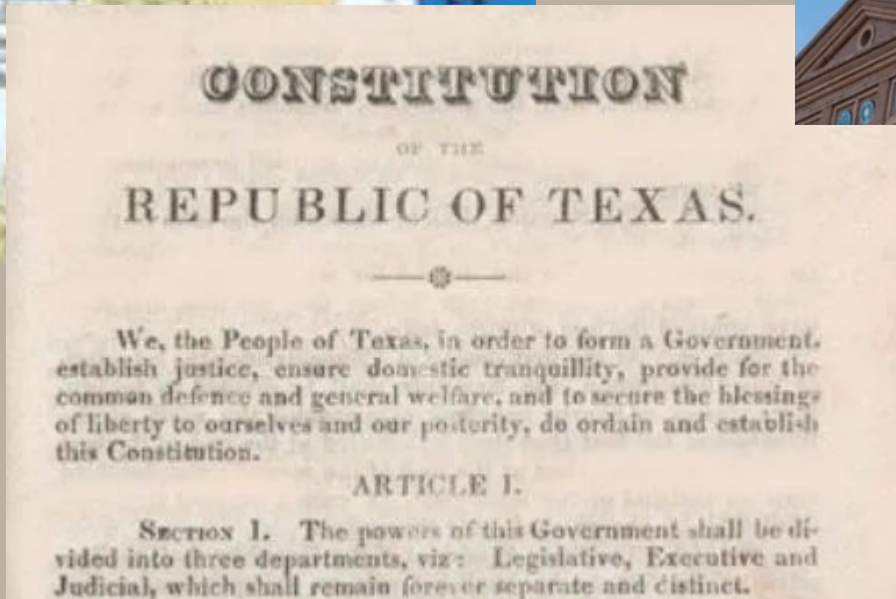 CONSTITUTION
OF THE
REPUBLIC OF TEXAS.
We, the People of Texas, in order to form a Government,
establish justice, ensure domestic tranquillity, provide for the
common defence and general welfare, and to secure the blessings
of liberty to ourselves and our posterity, do ordain and establish
this Constitution.
ARTICLE I.
SECTION I. The powers of this Government shall be di-
vided into three departments, viz: Legislative, Executive and
Judicial, which shall remain forever separate and distinct.